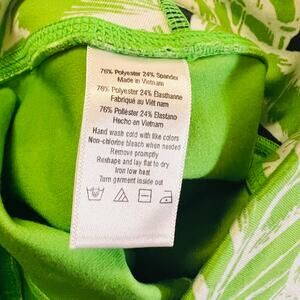 76% Polyester 24% Spandex
Made in Vietnam
76% Polyester 24% Élasthanne
Fabriqué au Việt nam
76% Poliéster 24% Elastano
Hecho en Vietnam
Hand wash cold with like colors
Non-chlorine bleach when needed
Remove promptly
Reshape and lay flat to dry
Iron low heat
Turn garment inside out